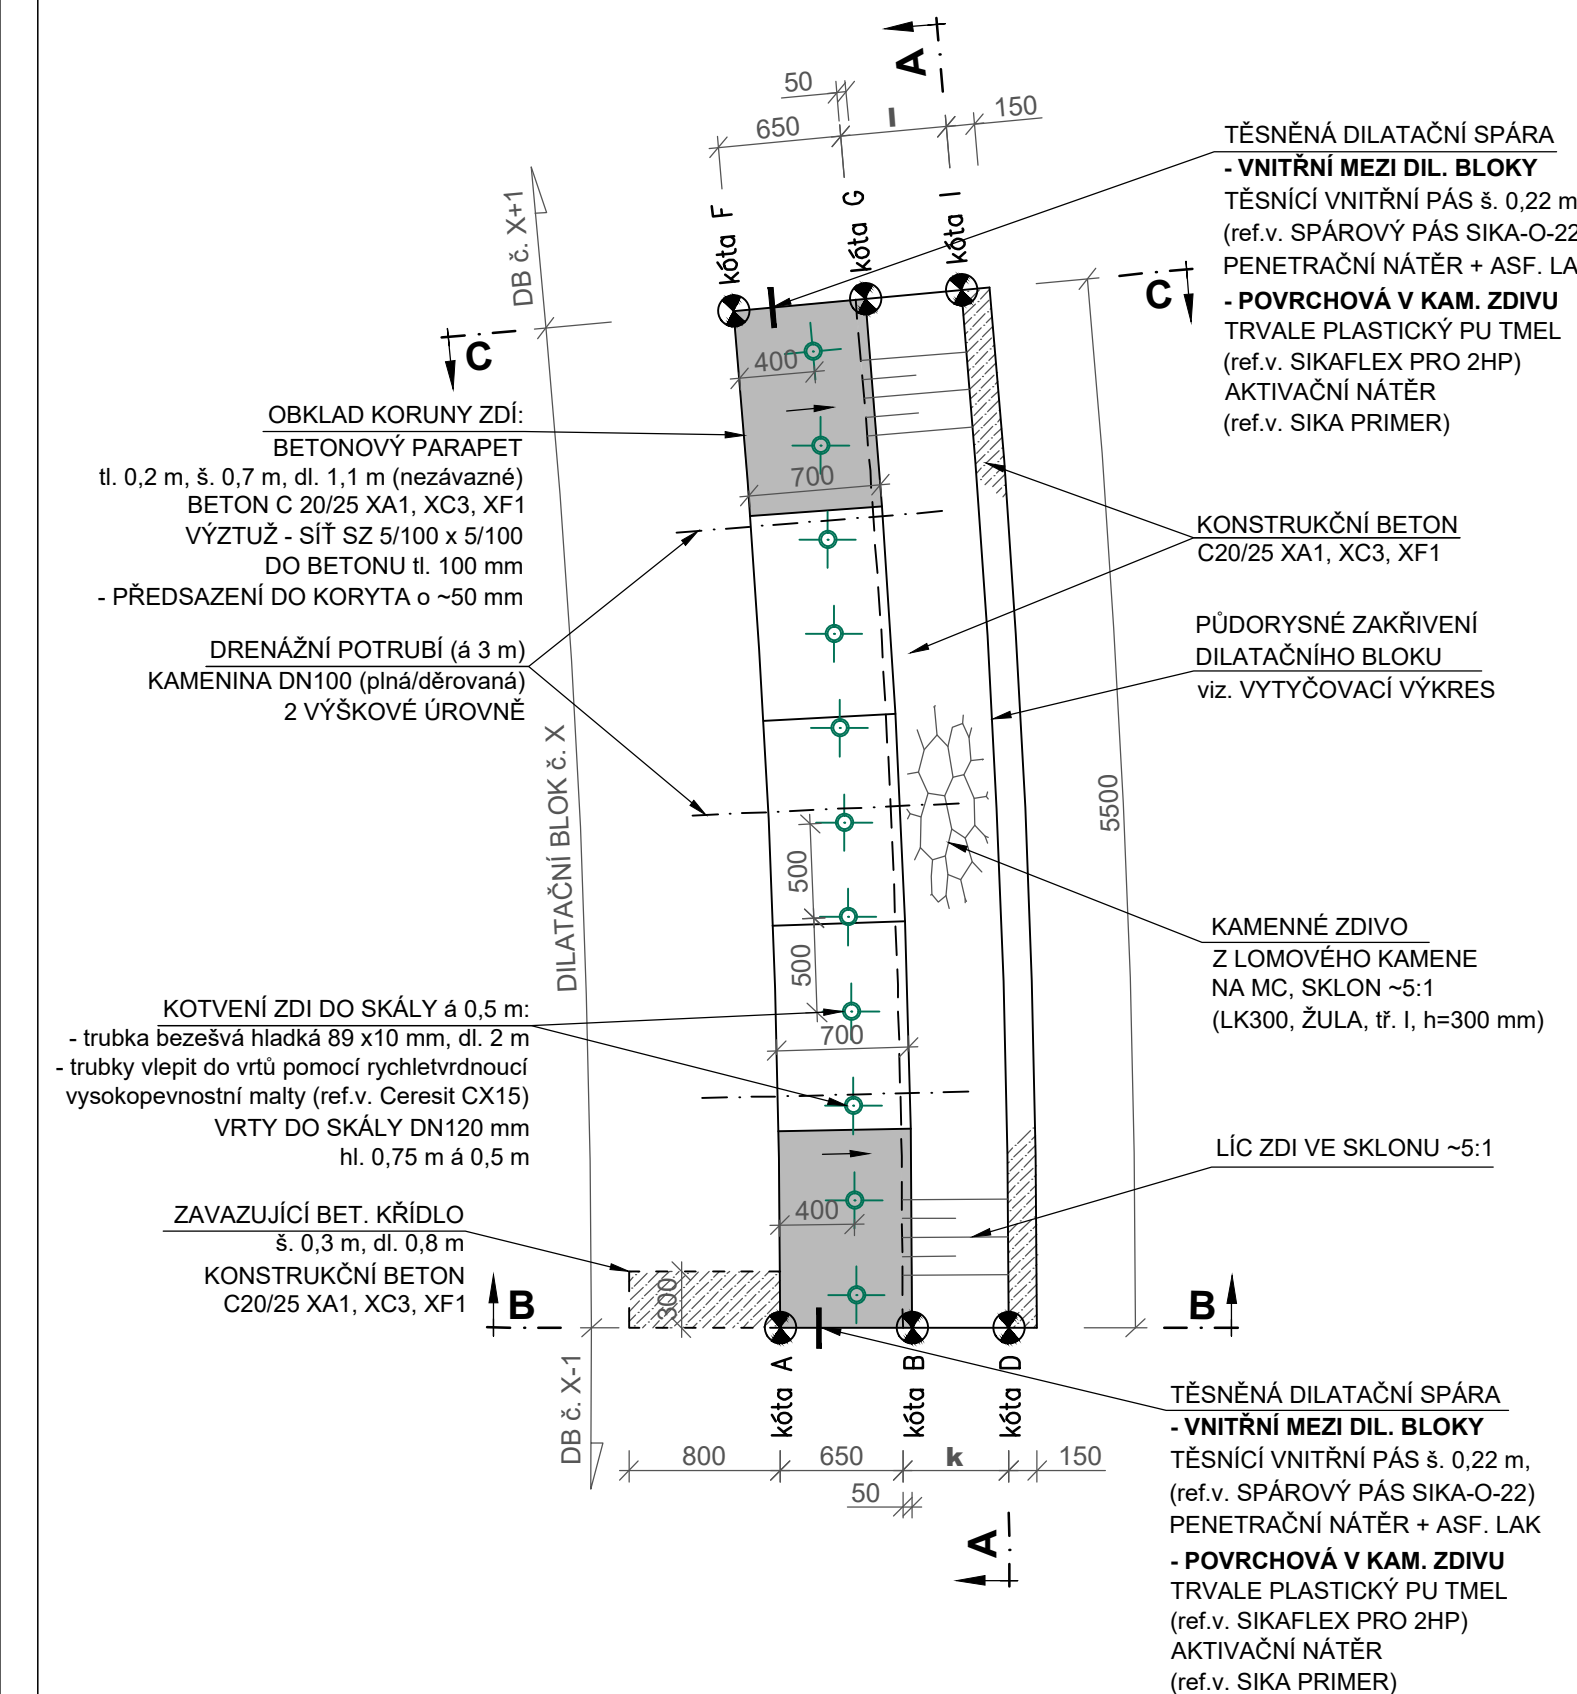 A
50
650
l
150
kóta F
kóta G
kóta I
DB č. X+1
TĚSNĚNÁ DILATAČNÍ SPÁRA
- VNITŘNÍ MEZI DIL. BLOKY
TĚSNÍCÍ VNITŘNÍ PÁS š. 0,22 m
(ref.v. SPÁROVÝ PÁS SIKA-O-22
PENETRAČNÍ NÁTĚR + ASF. LA
- POVRCHOVÁ V KAM. ZDIVU
TRVALE PLASTICKÝ PU TMEL
(ref.v. SIKAFLEX PRO 2HP)
AKTIVAČNÍ NÁTĚR
(ref.v. SIKA PRIMER)
C
C
400
700
OBKLAD KORUNY ZDÍ:
BETONOVÝ PARAPET
tl. 0,2 m, š. 0,7 m, dl. 1,1 m (nezávazné)
BETON C 20/25 XA1, XC3, XF1
VÝZTUŽ - SÍŤ SZ 5/100 x 5/100
DO BETONU tl. 100 mm
- PŘEDSAZENÍ DO KORYTA o ~50 mm
KONSTRUKČNÍ BETON
C20/25 XA1, XC3, XF1
DRENÁŽNÍ POTRUBÍ (á 3 m)
KAMENINA DN100 (plná/děrovaná)
2 VÝŠKOVÉ ÚROVNĚ
PŮDORYSNÉ ZAKŘIVENÍ
DILATAČNÍHO BLOKU
viz. VYTYČOVACÍ VÝKRES
DILATAČNÍ BLOK č. X
5500
500
500
KAMENNÉ ZDIVO
Z LOMOVÉHO KAMENE
NA MC, SKLON ~5:1
(LK300, ŽULA, tř. I, h=300 mm)
KOTVENÍ ZDI DO SKÁLY á 0,5 m:
- trubka bezešvá hladká 89 x10 mm, dl. 2 m
- trubky vlepit do vrtů pomocí rychletvrdnoucí
vysokopevnostní malty (ref.v. Ceresit CX15)
VRTY DO SKÁLY DN120 mm
hl. 0,75 m á 0,5 m
700
LÍC ZDI VE SKLONU ~5:1
400
ZAVAZUJÍCÍ BET. KŘÍDLO
š. 0,3 m, dl. 0,8 m
KONSTRUKČNÍ BETON
C20/25 XA1, XC3, XF1
300
B
B
DB č. X-1
kóta A
kóta B
kóta D
800
650
k
150
50
A
TĚSNĚNÁ DILATAČNÍ SPÁRA
- VNITŘNÍ MEZI DIL. BLOKY
TĚSNÍCÍ VNITŘNÍ PÁS š. 0,22 m,
(ref.v. SPÁROVÝ PÁS SIKA-O-22)
PENETRAČNÍ NÁTĚR + ASF. LAK
- POVRCHOVÁ V KAM. ZDIVU
TRVALE PLASTICKÝ PU TMEL
(ref.v. SIKAFLEX PRO 2HP)
AKTIVAČNÍ NÁTĚR
(ref.v. SIKA PRIMER)